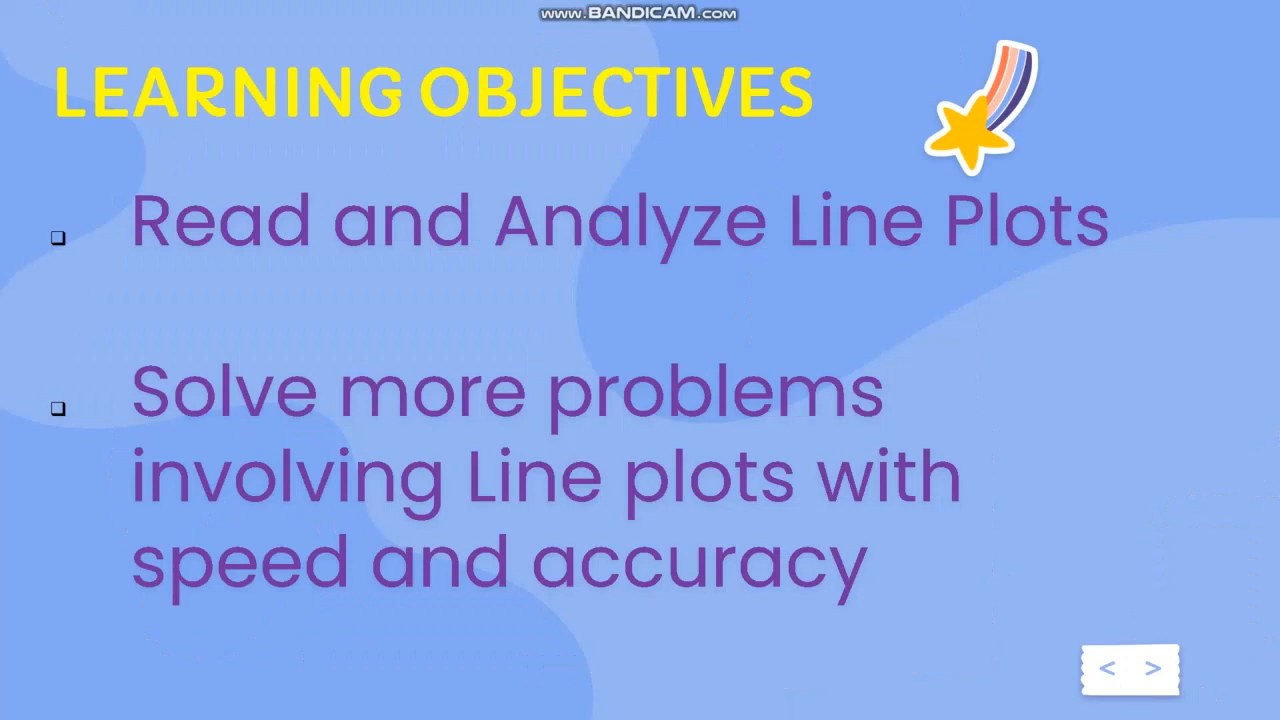 www.BANDICAM.com
LEARNING OBJECTIVES
❑ Read and Analyze Line Plots
❑ Solve more problems
involving Line plots with
speed and accuracy
< >